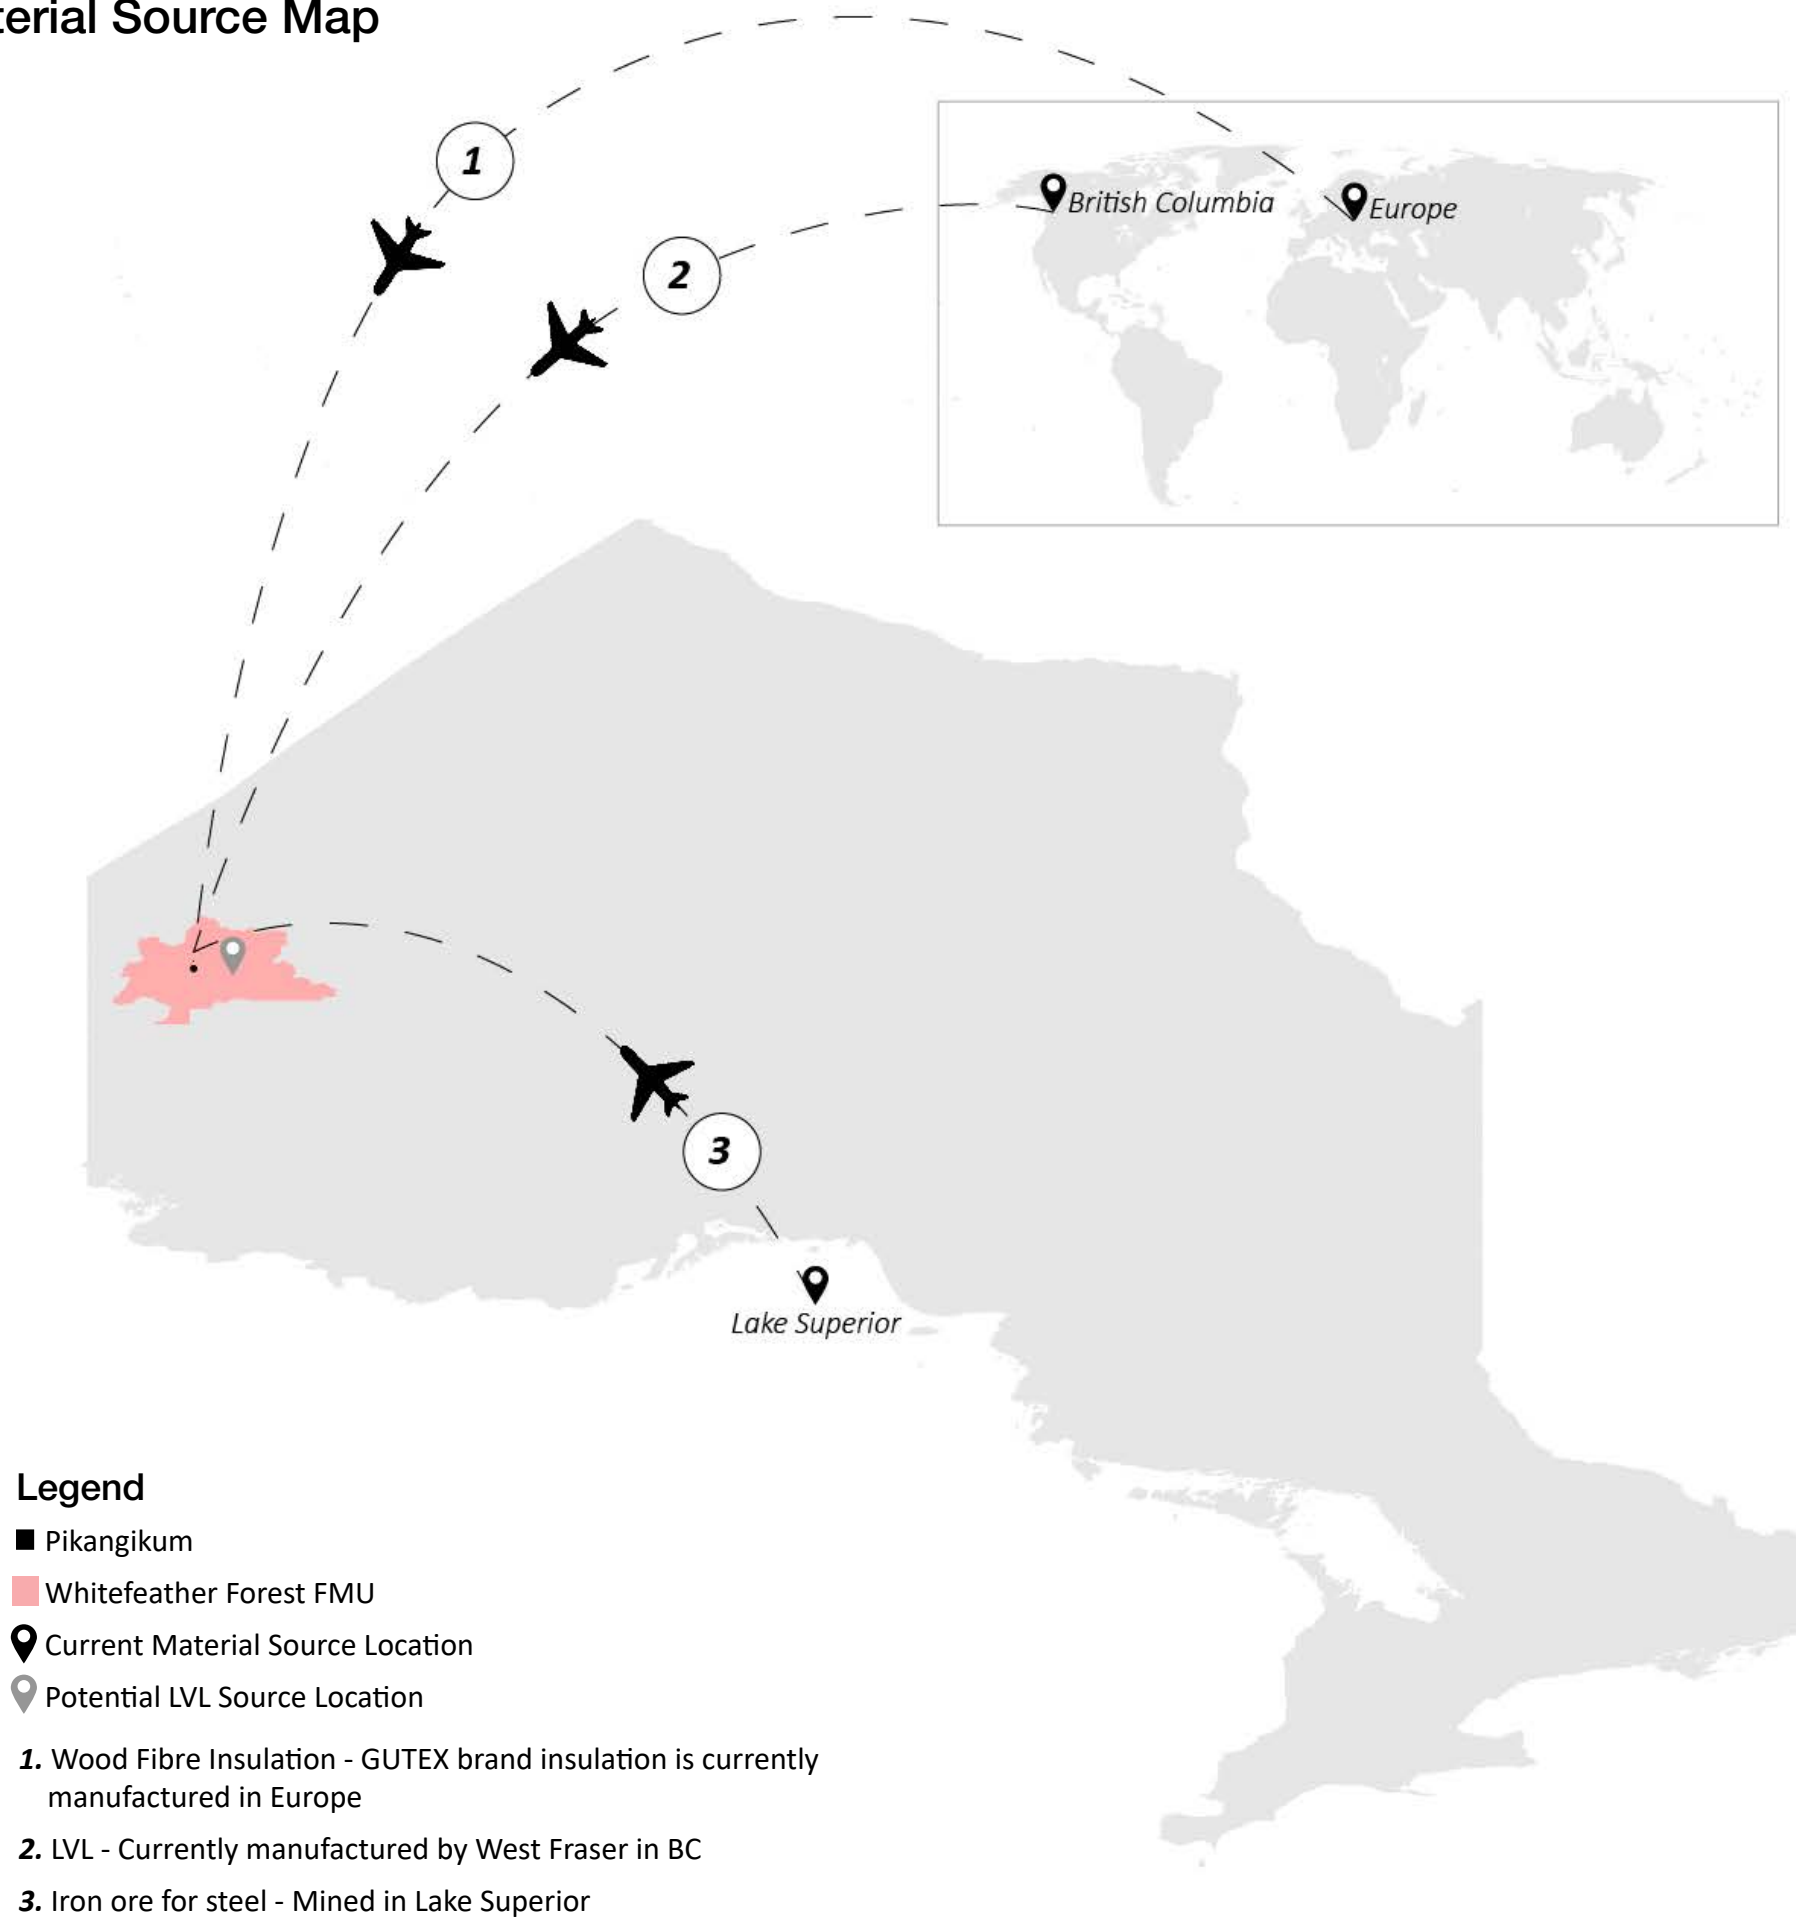 terial Source Map
1
2
British Columbia
Europe
3
Lake Superior
Legend
Pikangikum
Whitefeather Forest FMU
Current Material Source Location
Potential LVL Source Location
1. Wood Fibre Insulation - GUTEX brand insulation is currently
manufactured in Europe
2. LVL - Currently manufactured by West Fraser in BC
3. Iron ore for steel - Mined in Lake Superior